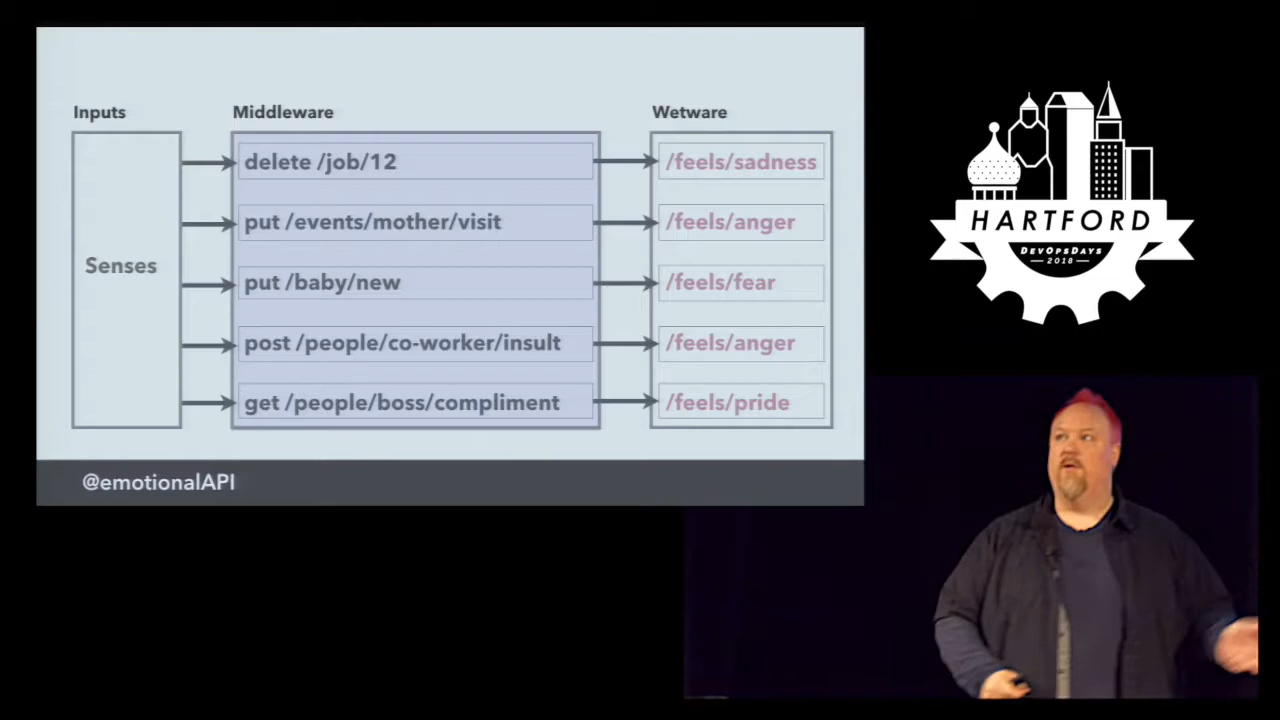 Inputs
Middleware
Wetware
Senses
delete /job/12
/feels/sadness
put /events/mother/visit
/feels/anger
put /baby/new
/feels/fear
post /people/co-worker/insult
/feels/anger
get /people/boss/compliment
/feels/pride
@emotionalAPI
HARTFORD
DEVOPSDAYS
2018